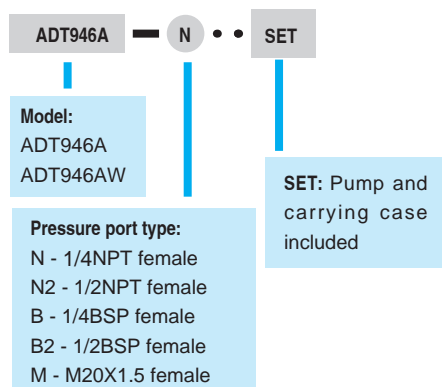 ADT946A — N • • SET
Model:
ADT946A
ADT946AW
Pressure port type:
N - 1/4NPT female
N2 - 1/2NPT female
B - 1/4BSP female
B2 - 1/2BSP female
M - M20X1.5 female
SET: Pump and
carrying case
included